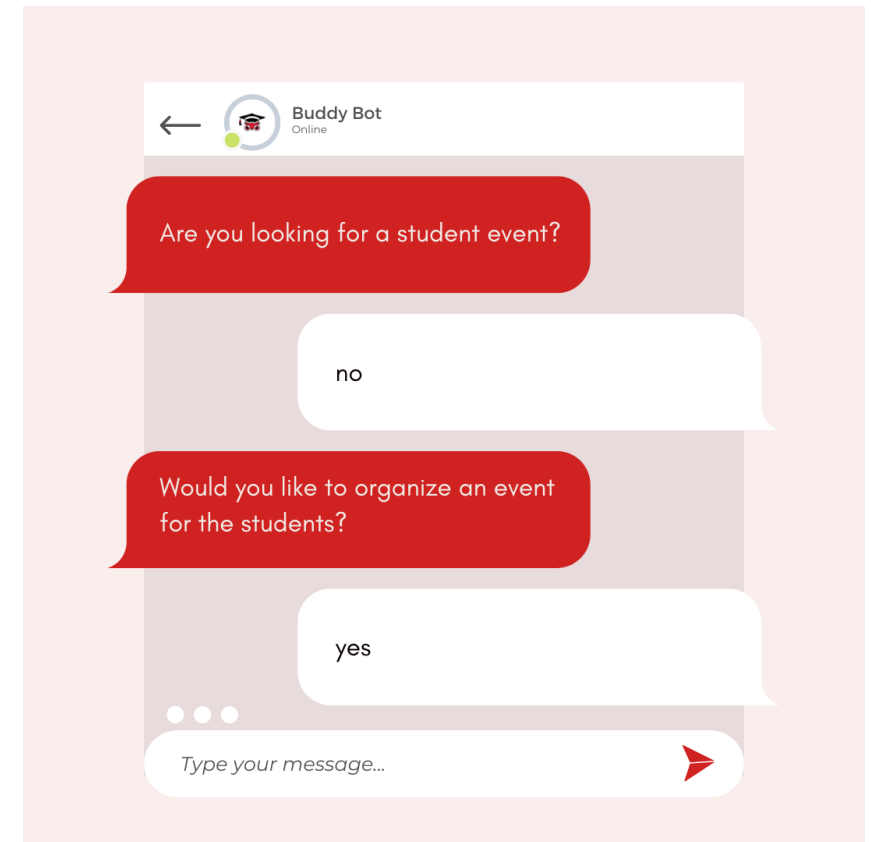 Buddy Bot
Online
Are you looking for a student event?
no
Would you like to organize an event
for the students?
yes
Type your message...